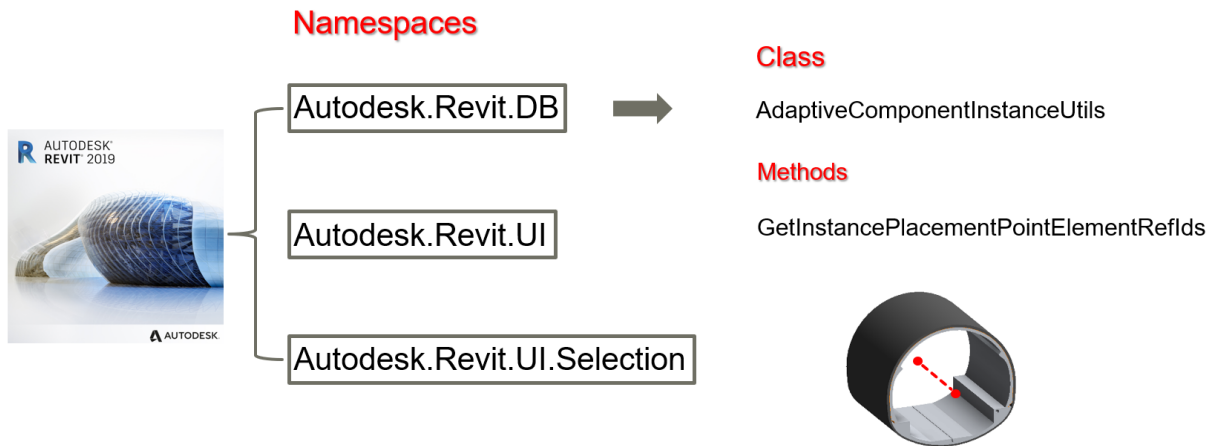 Namespaces
Class
Autodesk.Revit.DB
AdaptiveComponentInstanceUtils
AUTODESK®
R REVIT® 2019
Methods
Autodesk.Revit.UI
GetInstancePlacementPointElementRefIds
AUTODESK
Autodesk.Revit.UI.Selection